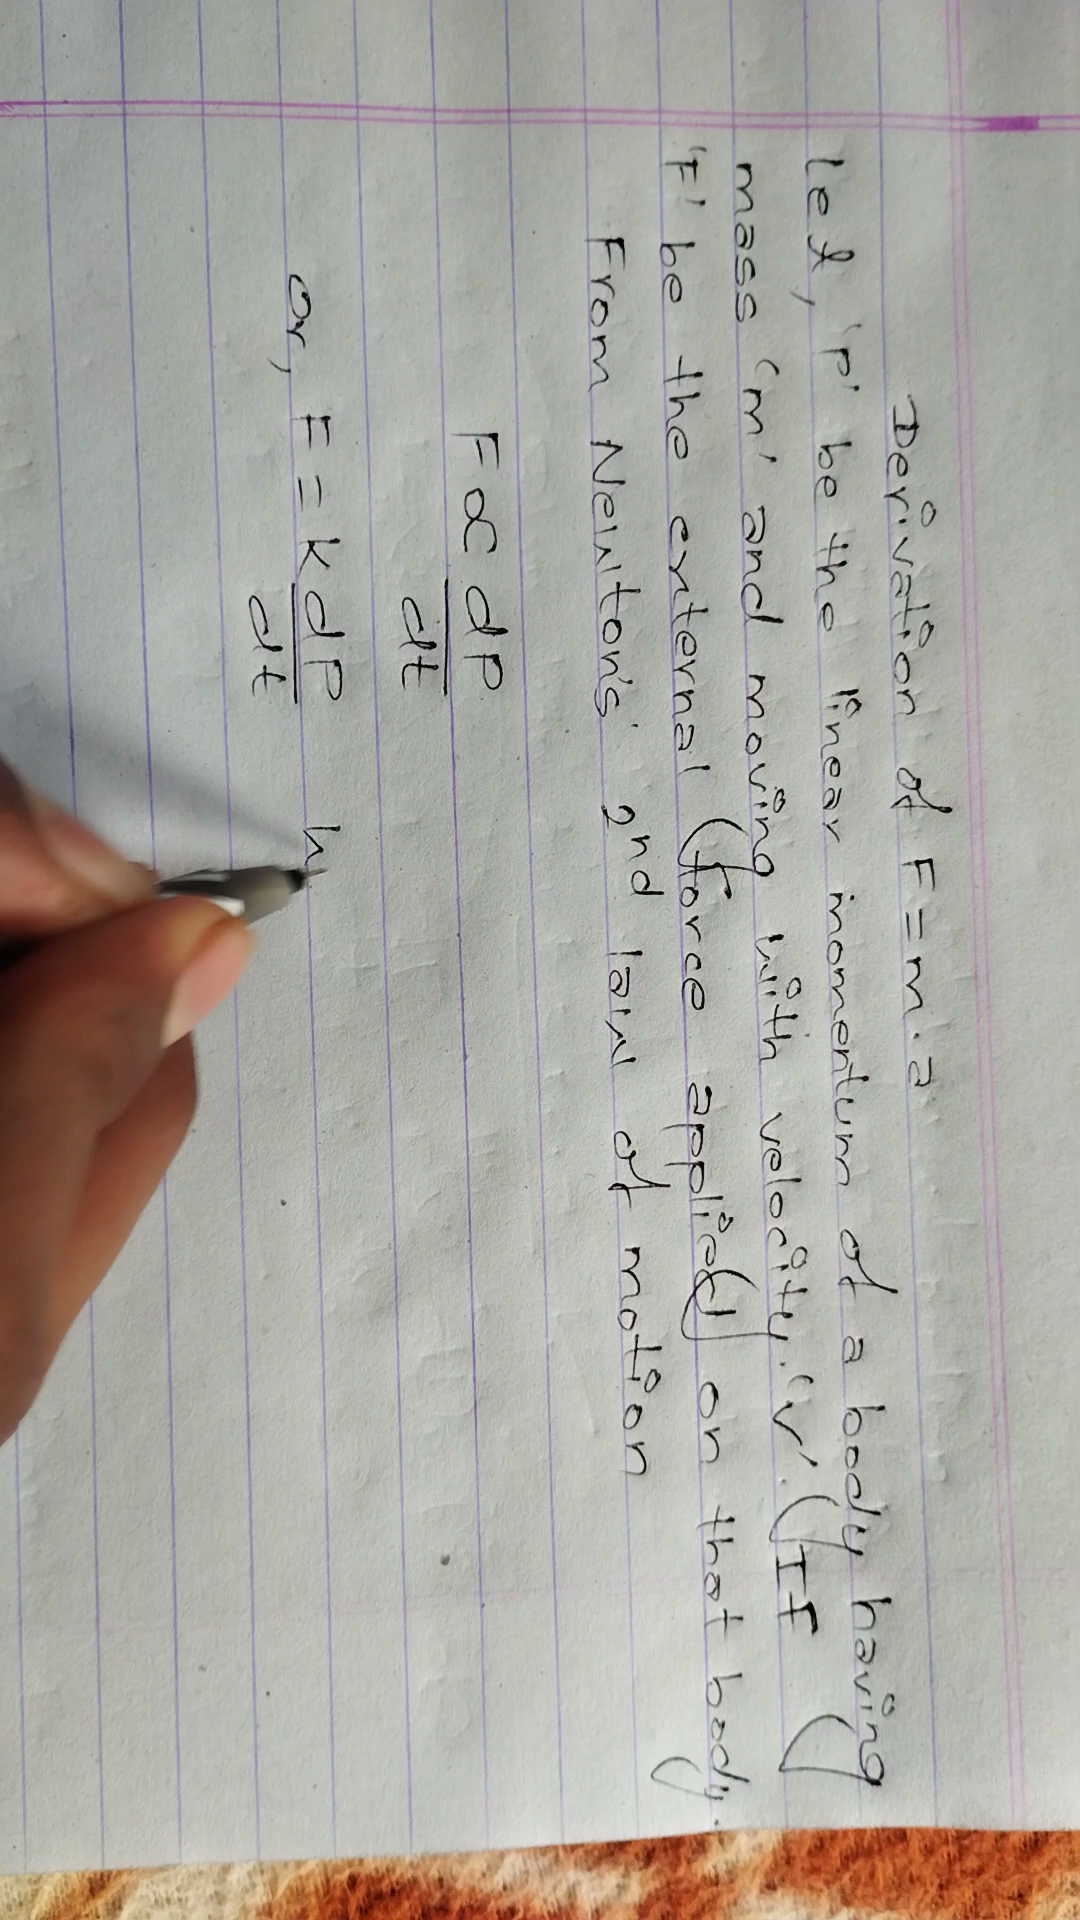 Derivation of F=m.a
let, 'p' be the linear momentum of a body having
mass 'm' and moving with velocity 'v'. (If
'F' be the external force applied on that body.
From Newton's 2nd law of motion
F∝ dP
dt
or, F = k dP
dt